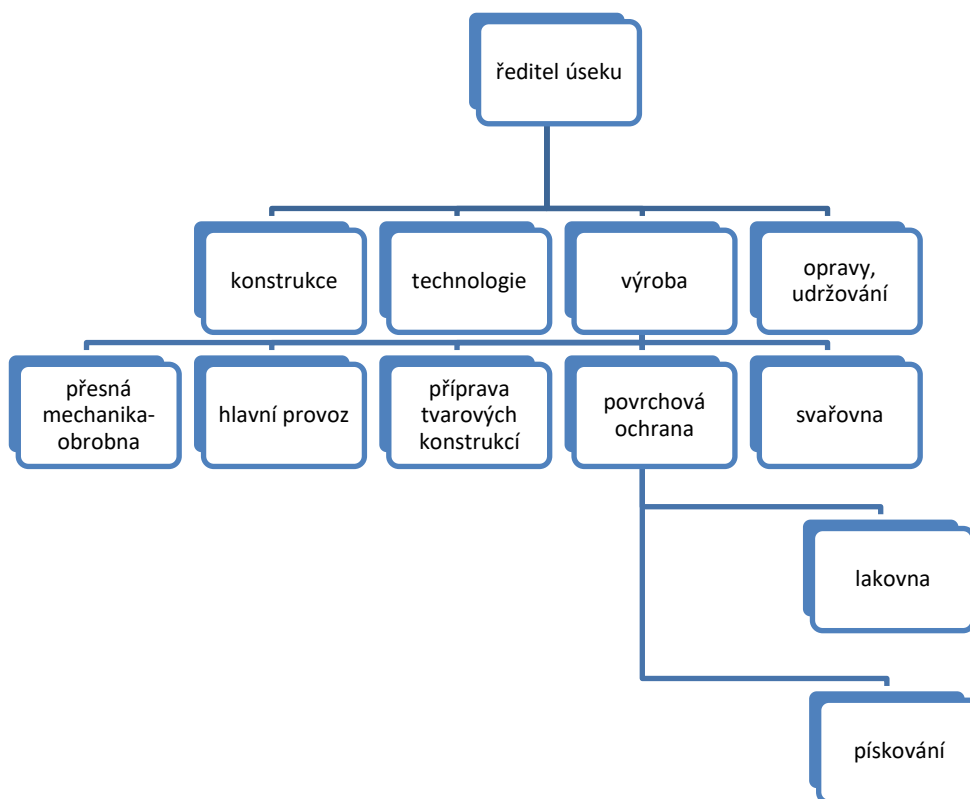 ředitel úseku
konstrukce
technologie
výroba
opravy,
udržování
přesná
mechanika-
obrobna
hlavní provoz
příprava
tvarových
konstrukcí
povrchová
ochrana
svařovna
lakovna
pískování